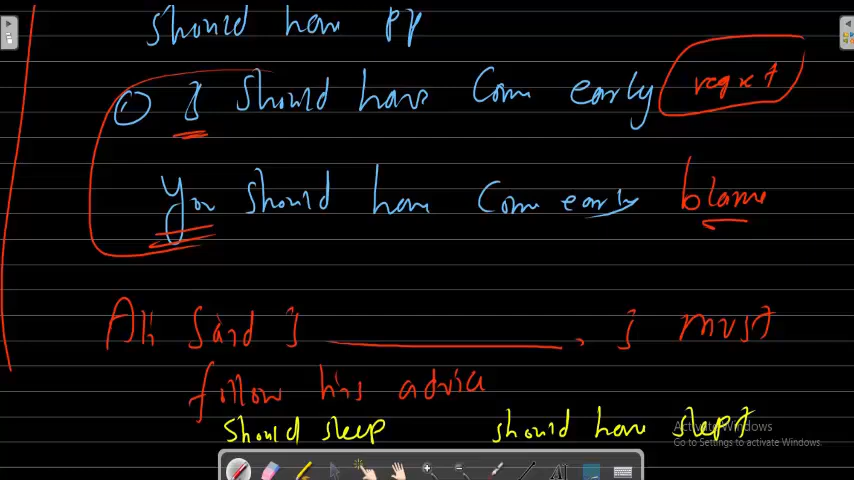 should have pp
① I should have Come early regret
You should have Come early blame
Ali said I ________ . I must
follow his advice
should sleep should have slept
Activate Windows
Go to Settings to activate Windows.